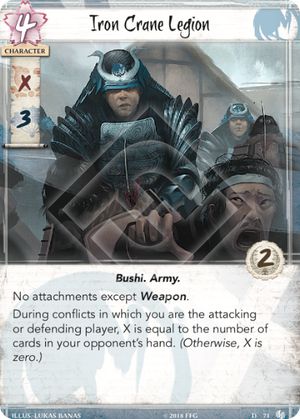 Iron Crane Legion
4
CHARACTER
X
3
2
Bushi. Army.
No attachments except Weapon.
During conflicts in which you are the attacking
or defending player, X is equal to the number of
cards in your opponent's hand. (Otherwise, X is
zero.)
ILLUS: LUKAS BANAS
©2018 FFG
D 71